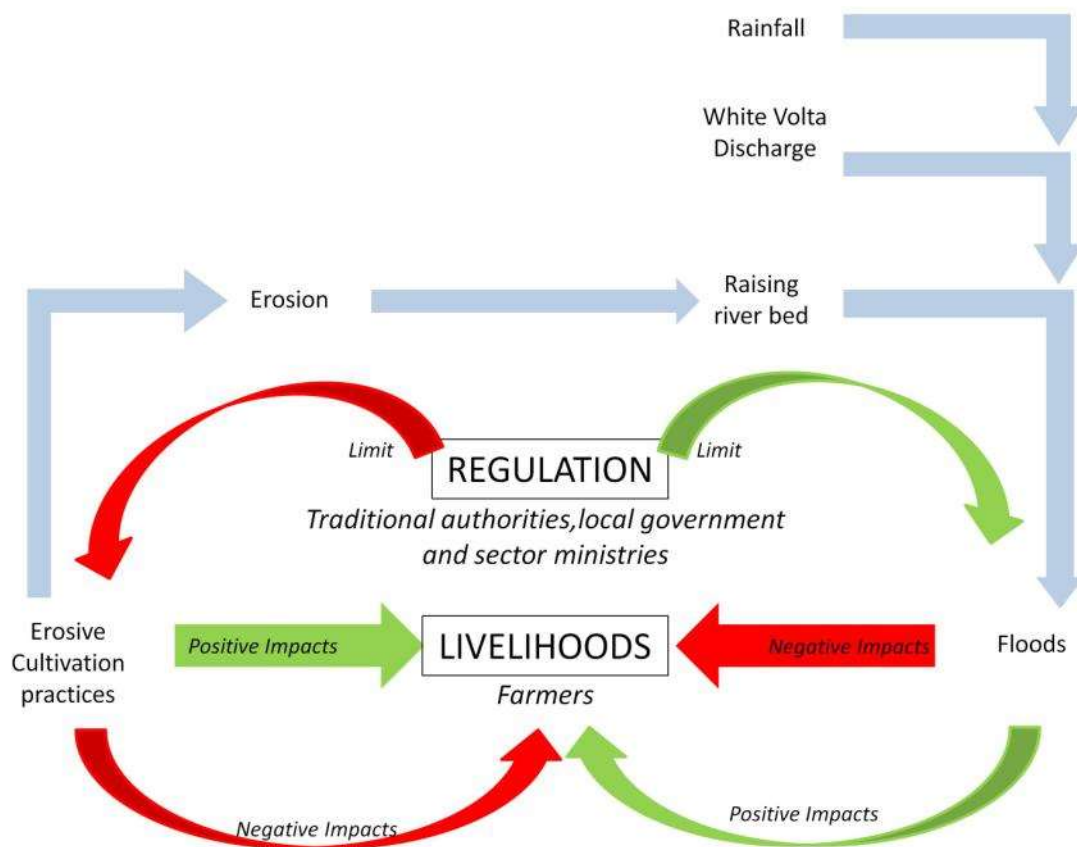 Rainfall
White Volta
Discharge
Erosion
Raising
river bed
Limit
REGULATION
Limit
Traditional authorities,local government
and sector ministries
Erosive
Cultivation
practices
Positive Impacts
LIVELIHOODS
Negative Impacts
Floods
Farmers
Negative Impacts
Positive Impacts